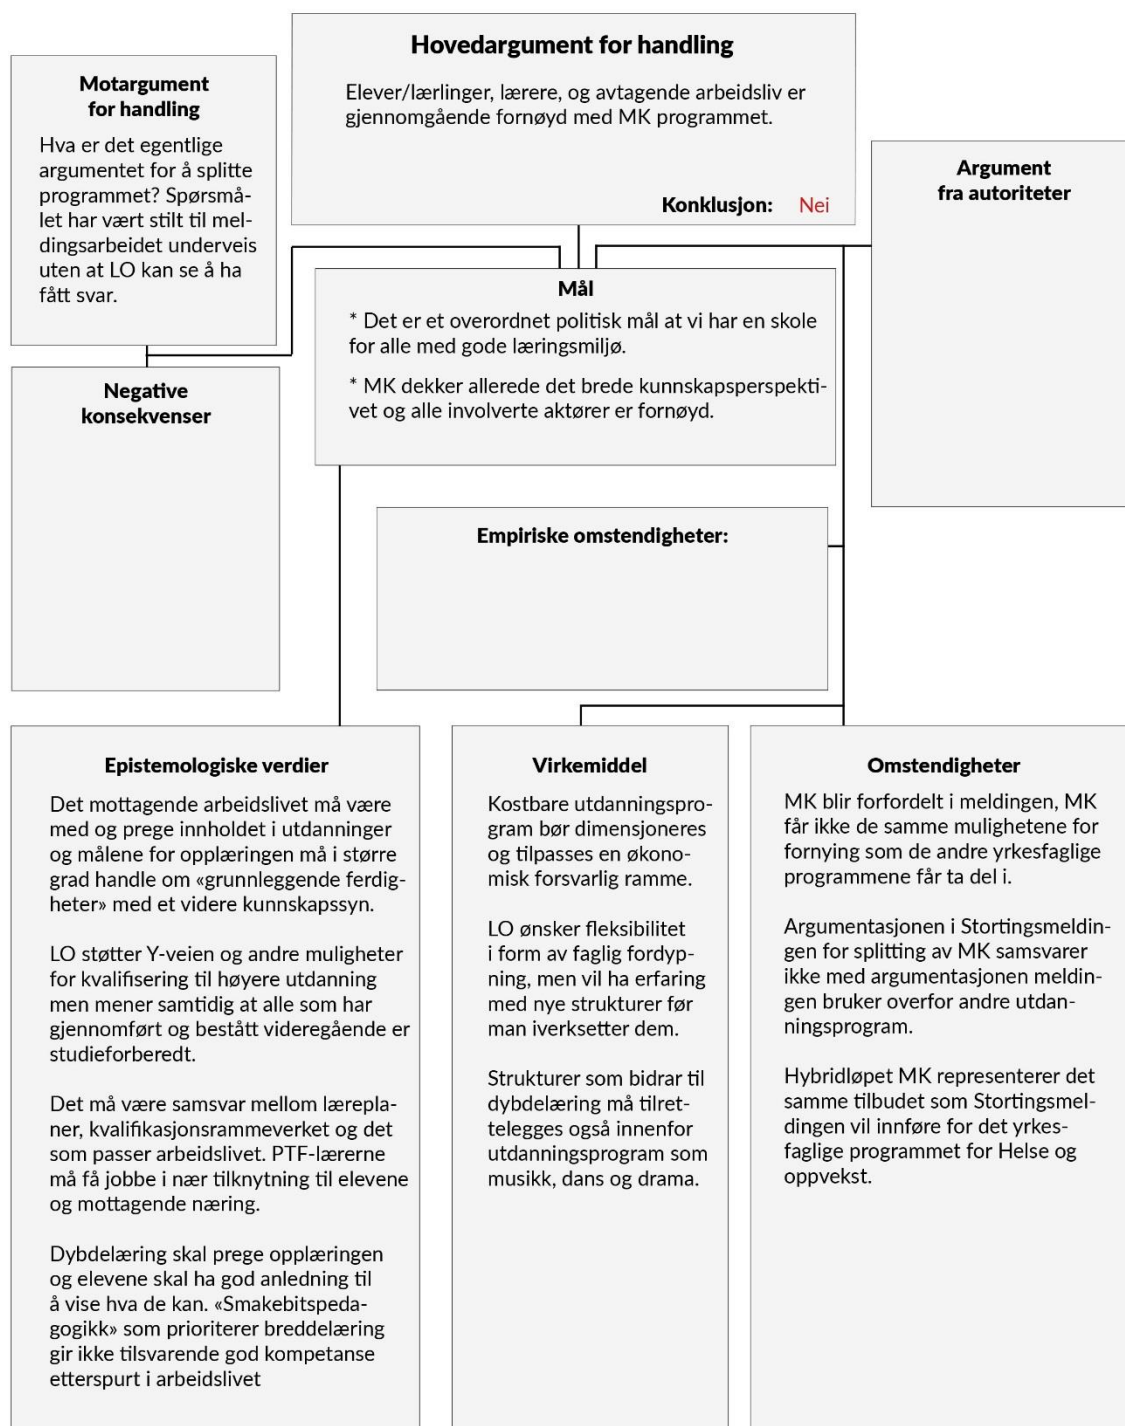 Hovedargument for handling
Elever/lærlinger, lærere, og avtagende arbeidsliv er
gjennomgående fornøyd med MK programmet.
Konklusjon: Nei
Motargument
for handling
Hva er det egentlige
argumentet for å splitte
programmet? Spørsmå-
let har vært stilt til mel-
dingsarbeidet underveis
uten at LO kan se å ha
fått svar.
Argument
fra autoriteter
Mål
* Det er et overordnet politisk mål at vi har en skole
for alle med gode læringsmiljø.
* MK dekker allerede det brede kunnskapsperspekti-
vet og alle involverte aktører er fornøyd.
Negative
konsekvenser
Empiriske omstendigheter:
Epistemologiske verdier
Det mottagende arbeidslivet må være
med og prege innholdet i utdanninger
og målene for opplæringen må i større
grad handle om «grunnleggende ferdig-
heter» med et videre kunnskapssyn.
LO støtter Y-veien og andre muligheter
for kvalifisering til høyere utdanning
men mener samtidig at alle som har
gjennomført og bestått videregående er
studieforberedt.
Det må være samsvar mellom lærepla-
ner, kvalifikasjonsrammeverket og det
som passer arbeidslivet. PTF-lærerne
må få jobbe i nær tilknytning til elevene
og mottagende næring.
Dybdelæring skal prege opplæringen
og elevene skal ha god anledning til
å vise hva de kan. «Smakebitspeda-
gogikk» som prioriterer breddelæring
gir ikke tilsvarende god kompetanse
etterspurt i arbeidslivet
Virkemiddel
Kostbare utdanningspro-
gram bør dimensjoneres
og tilpasses en økono-
misk forsvarlig ramme.
LO ønsker fleksibilitet
i form av faglig fordyp-
ning, men vil ha erfaring
med nye strukturer før
man iverksetter dem.
Strukturer som bidrar til
dybdelæring må tilret-
telegges også innenfor
utdanningsprogram som
musikk, dans og drama.
Omstendigheter
MK blir forfordelt i meldingen, MK
får ikke de samme mulighetene for
fornying som de andre yrkesfaglige
programmene får ta del i.
Argumentasjonen i Stortingsmeldin-
gen for splitting av MK samsvarer
ikke med argumentasjonen meldin-
gen bruker overfor andre utdan-
ningsprogram.
Hybridløpet MK representerer det
samme tilbudet som Stortingsmel-
dingen vil innføre for det yrkes-
faglige programmet for Helse og
oppvekst.